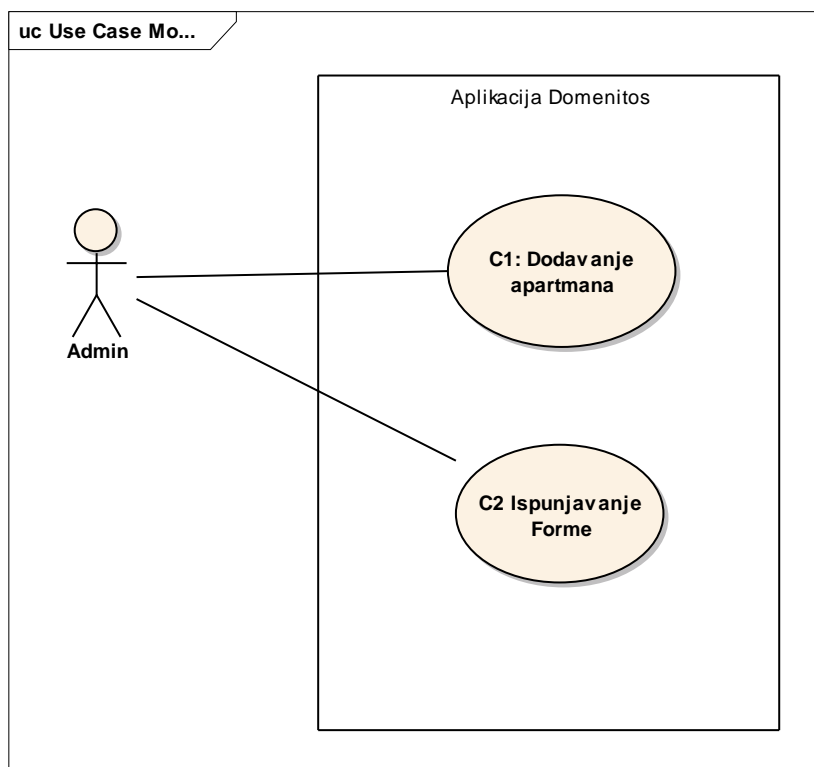 uc Use Case Mo...
Aplikacija Domenitos
C1: Dodavanje
apartmana
Admin
C2 Ispunjavanje
Forme